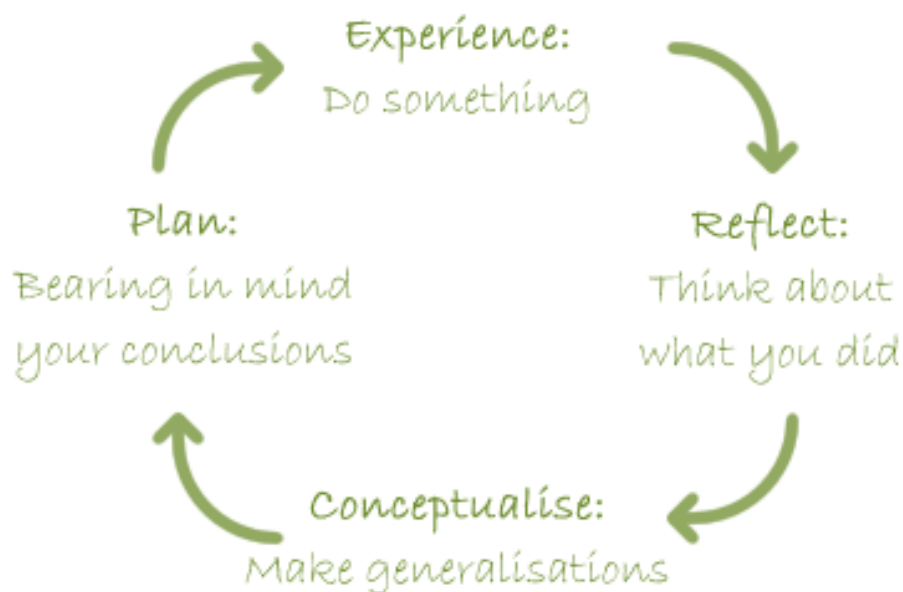 Experience:
Do something
Reflect:
Think about
what you did
Conceptualise:
Make generalisations
Plan:
Bearing in mind
your conclusions